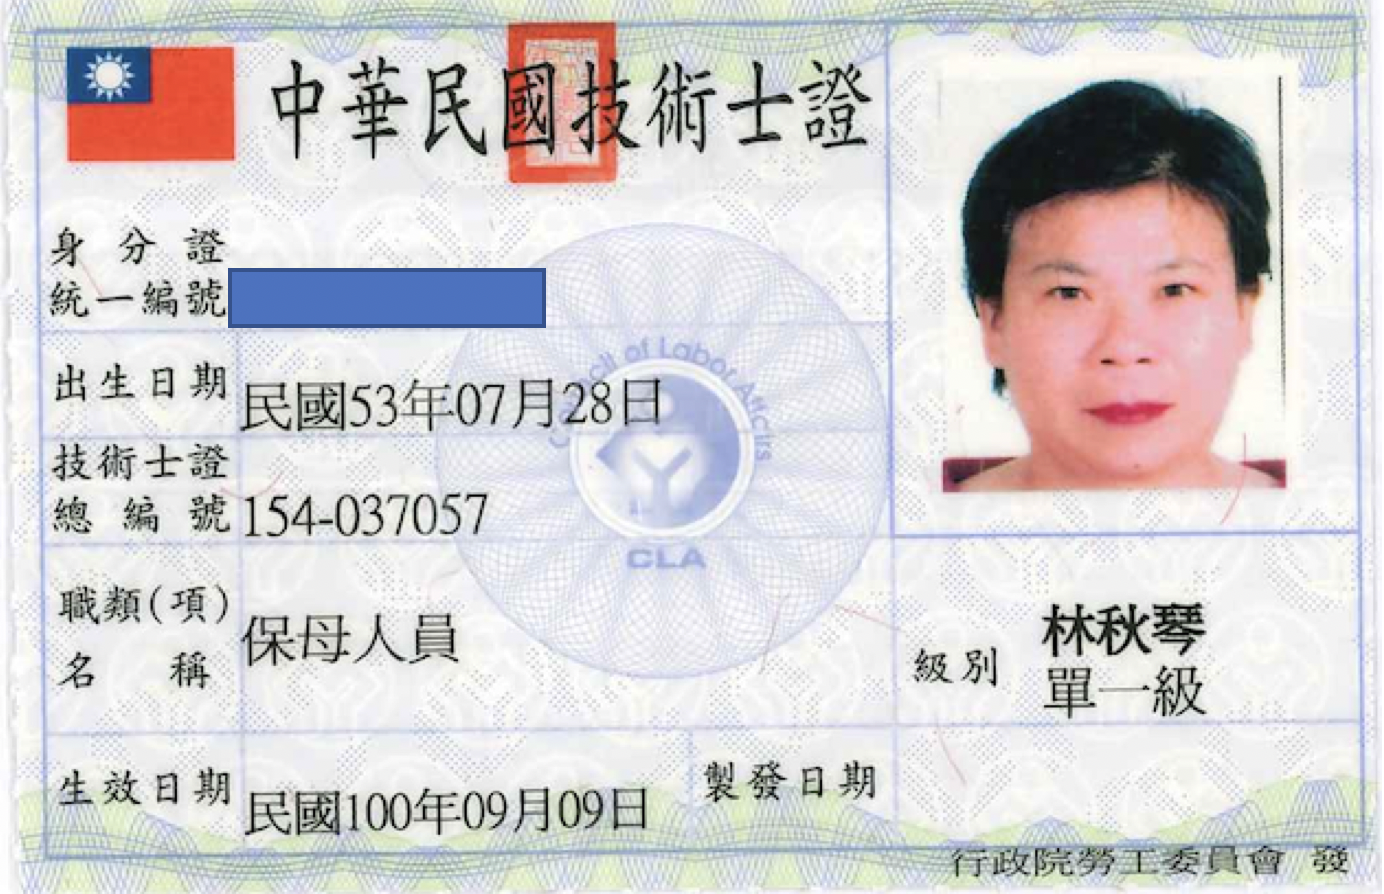 中華民國技術士證
身分證
統一編號
出生日期 民國53年07月28日
Council of Labor Affairs
技術士證
總編號 154-037057
CLA
職類(項)
名稱 保母人員
林秋琴
級別 單一級
生效日期 民國100年09月09日 製發日期
行政院勞工委員會 發